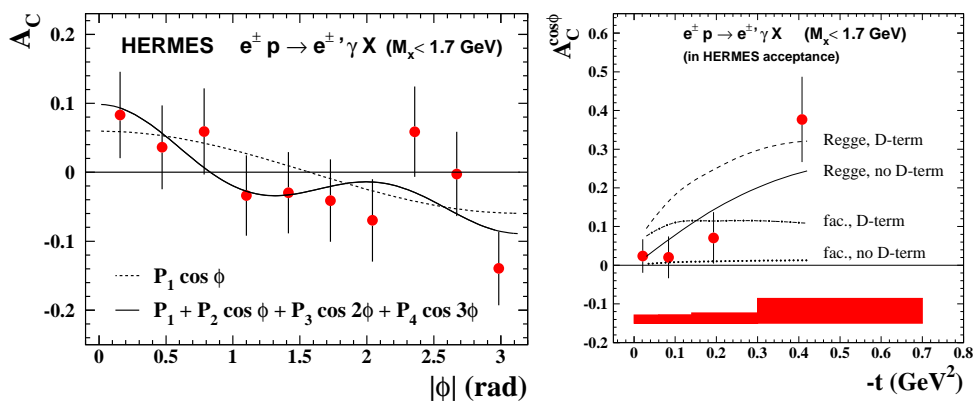 A_C
HERMES e± p → e±' γ X (M_x < 1.7 GeV)
0.2
0.1
0
-0.1
-0.2
P_1 cos ϕ
P_1 + P_2 cos ϕ + P_3 cos 2ϕ + P_4 cos 3ϕ
0 0.5 1 1.5 2 2.5 3
|ϕ| (rad)
A_C^cosϕ
e± p → e±' γ X (M_x < 1.7 GeV)
(in HERMES acceptance)
0.6
0.5
0.4
0.3
0.2
0.1
0
-0.1
-0.2
Regge, D-term
Regge, no D-term
fac., D-term
fac., no D-term
0 0.1 0.2 0.3 0.4 0.5 0.6 0.7 0.8
-t (GeV²)